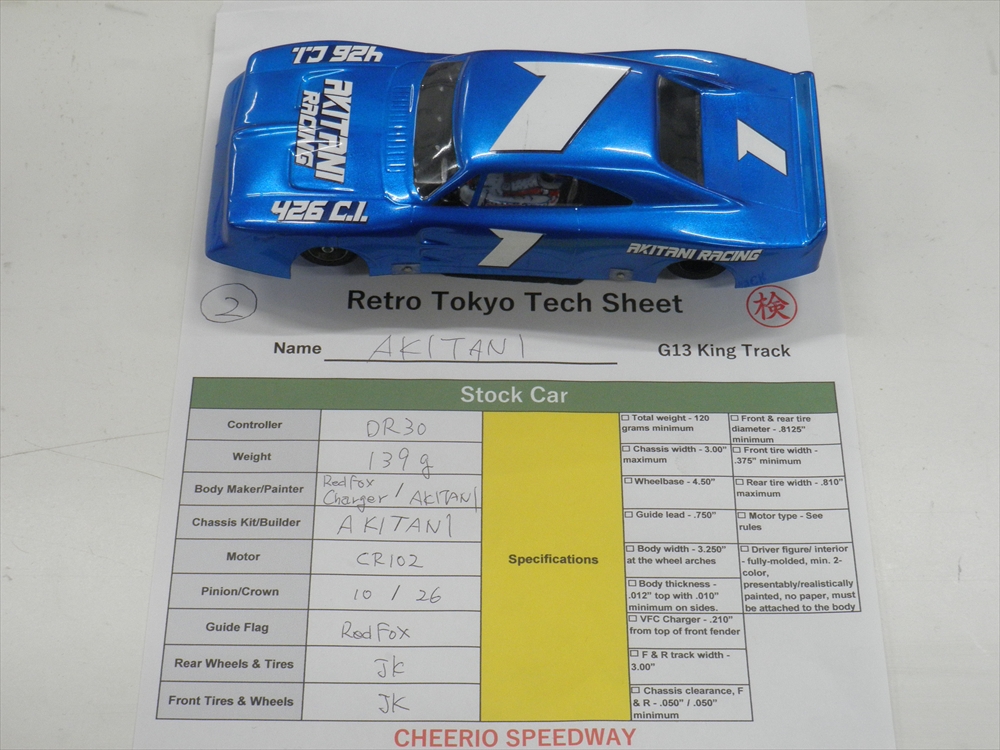 426 C.I.
AKITANI
RACING
426 C.I.
1
1
1
AKITANI RACING
2
Retro Tokyo Tech Sheet
検
Name AKITANI
G13 King Track
Stock Car
Controller
DR30
Weight
139g
Body Maker/Painter
RedFox
Charger / AKITANI
Chassis Kit/Builder
AKITANI
Motor
CR102
Pinion/Crown
10 / 26
Guide Flag
RedFox
Rear Wheels & Tires
JK
Front Tires & Wheels
JK
Specifications
☐ Total weight - 120
grams minimum
☐ Chassis width - 3.00"
maximum
☐ Wheelbase - 4.50"
☐ Guide lead - .750"
☐ Body width - 3.250"
at the wheel arches
☐ Body thickness -
.012" top with .010"
minimum on sides.
☐ VFC Charger - .210"
from top of front fender
☐ F & R track width -
3.00"
☐ Chassis clearance, F
& R - .050" / .050"
minimum
☐ Front & rear tire
diameter - .8125"
minimum
☐ Front tire width -
.375" minimum
☐ Rear tire width - .810"
maximum
☐ Motor type - See
rules
☐ Driver figure/ interior
- fully-molded, min. 2-
color,
presentably/realistically
painted, no paper, must
be attached to the body
CHEERIO SPEEDWAY